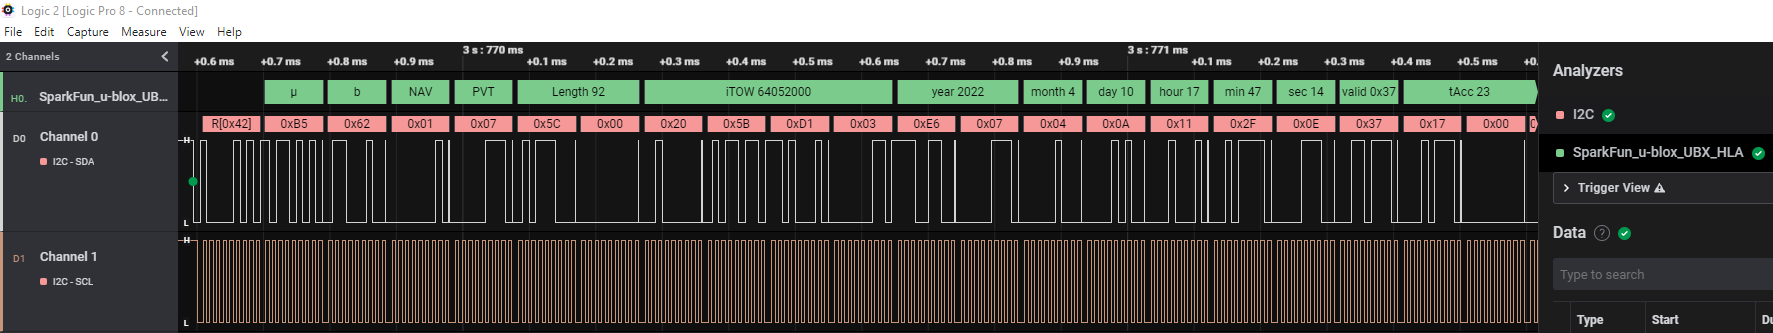 Logic 2 [Logic Pro 8 - Connected]
File Edit Capture Measure View Help
2 Channels
3 s : 770 ms 3 s : 771 ms
+0.6 ms +0.7 ms +0.8 ms +0.9 ms +0.1 ms +0.2 ms +0.3 ms +0.4 ms +0.5 ms +0.6 ms +0.7 ms +0.8 ms +0.9 ms +0.1 ms +0.2 ms +0.3 ms +0.4 ms +0.5 ms
H0. SparkFun_u-blox_UB... µ b NAV PVT Length 92 iTOW 64052000 year 2022 month 4 day 10 hour 17 min 47 sec 14 valid 0x37 tAcc 23
R[0x42] 0xB5 0x62 0x01 0x07 0x5C 0x00 0x20 0x5B 0xD1 0x03 0xE6 0x07 0x04 0x0A 0x11 0x2F 0x0E 0x37 0x17 0x00
D0 Channel 0 H
I2C - SDA
L
D1 Channel 1 H
I2C - SCL
L
Analyzers
I2C
SparkFun_u-blox_UBX_HLA
Trigger View
Data ?
Type to search
Type Start